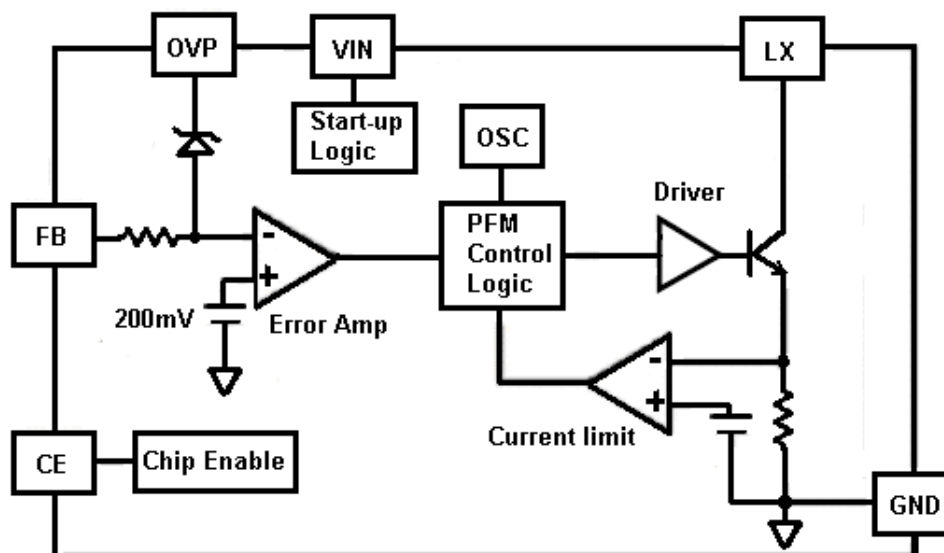 OVP
VIN
LX
Start-up
Logic
OSC
Driver
FB
-
+
PFM
Control
Logic
200mV
Error Amp
-
+
Current limit
CE
Chip Enable
GND